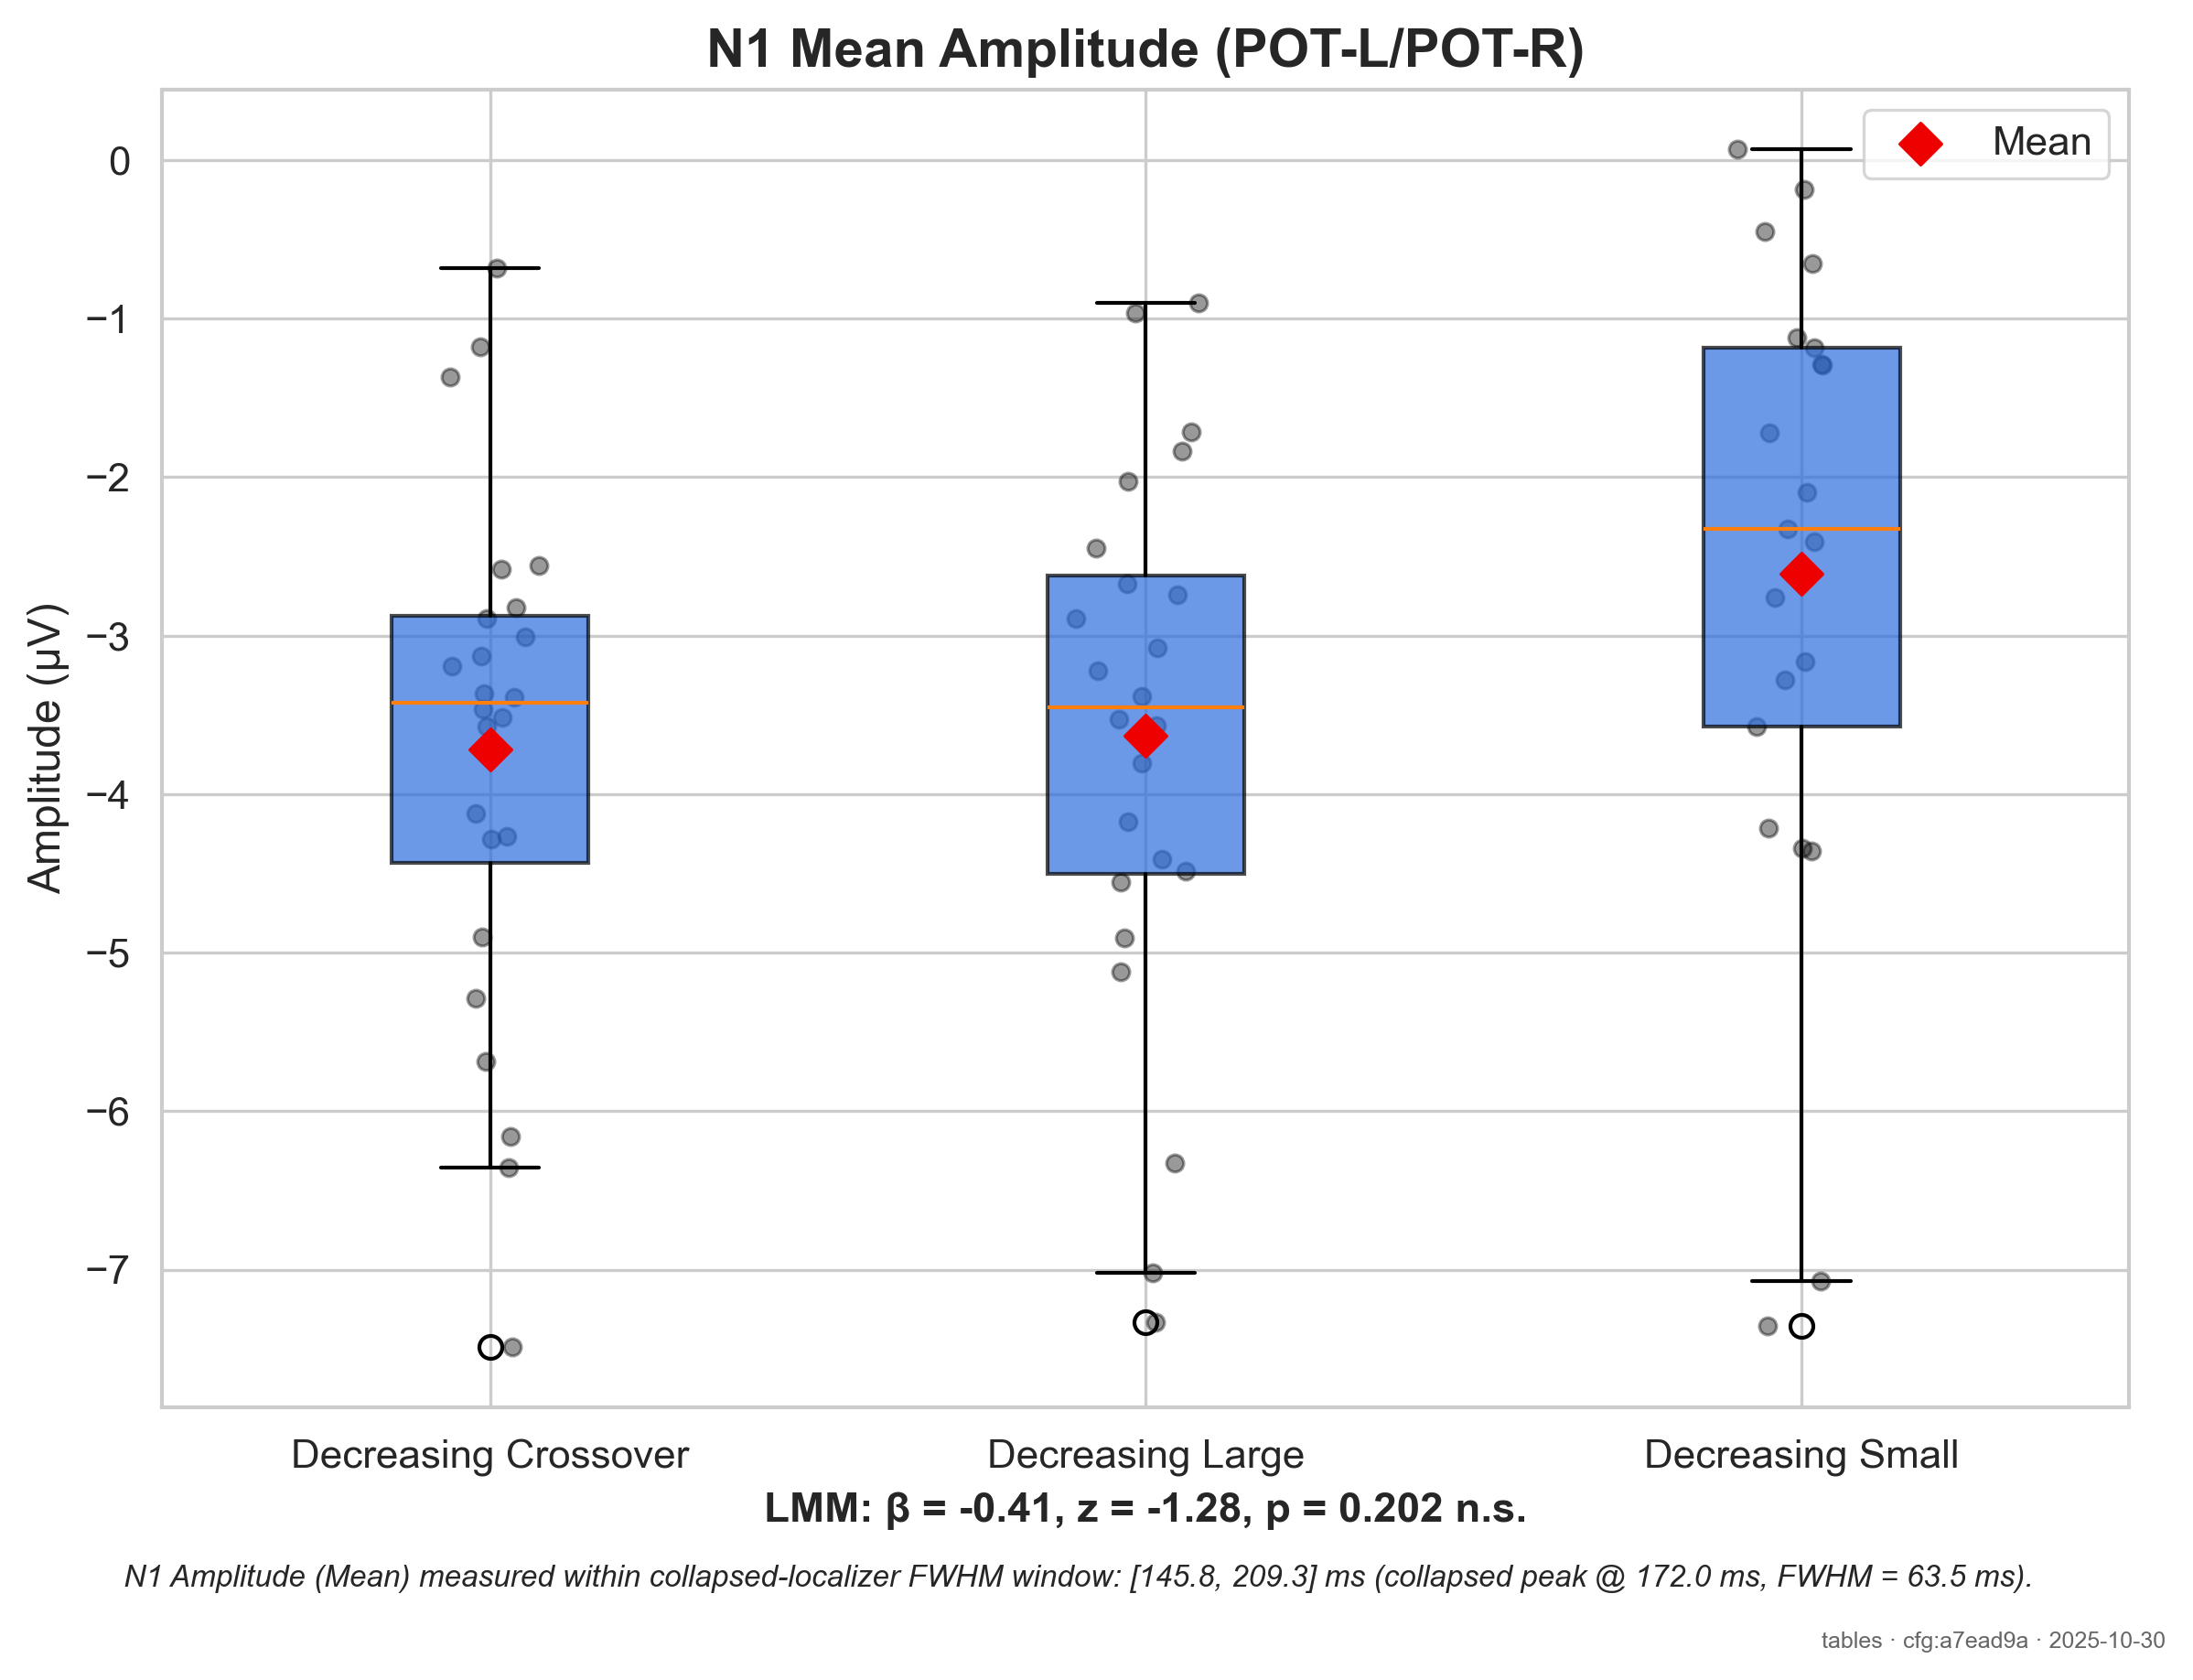 N1 Mean Amplitude (POT-L/POT-R)
Mean
Amplitude (µV)
0
−1
−2
−3
−4
−5
−6
−7
Decreasing Crossover
Decreasing Large
Decreasing Small
LMM: β = -0.41, z = -1.28, p = 0.202 n.s.
N1 Amplitude (Mean) measured within collapsed-localizer FWHM window: [145.8, 209.3] ms (collapsed peak @ 172.0 ms, FWHM = 63.5 ms).
tables · cfg:a7ead9a · 2025-10-30